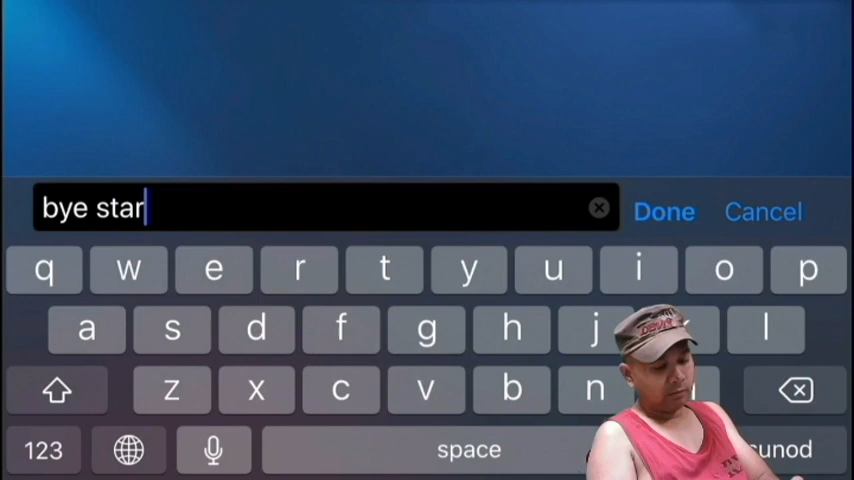 bye star
Done Cancel
q w e r t y u i o p
a s d f g h j l
z x c v b n
123 space sunod